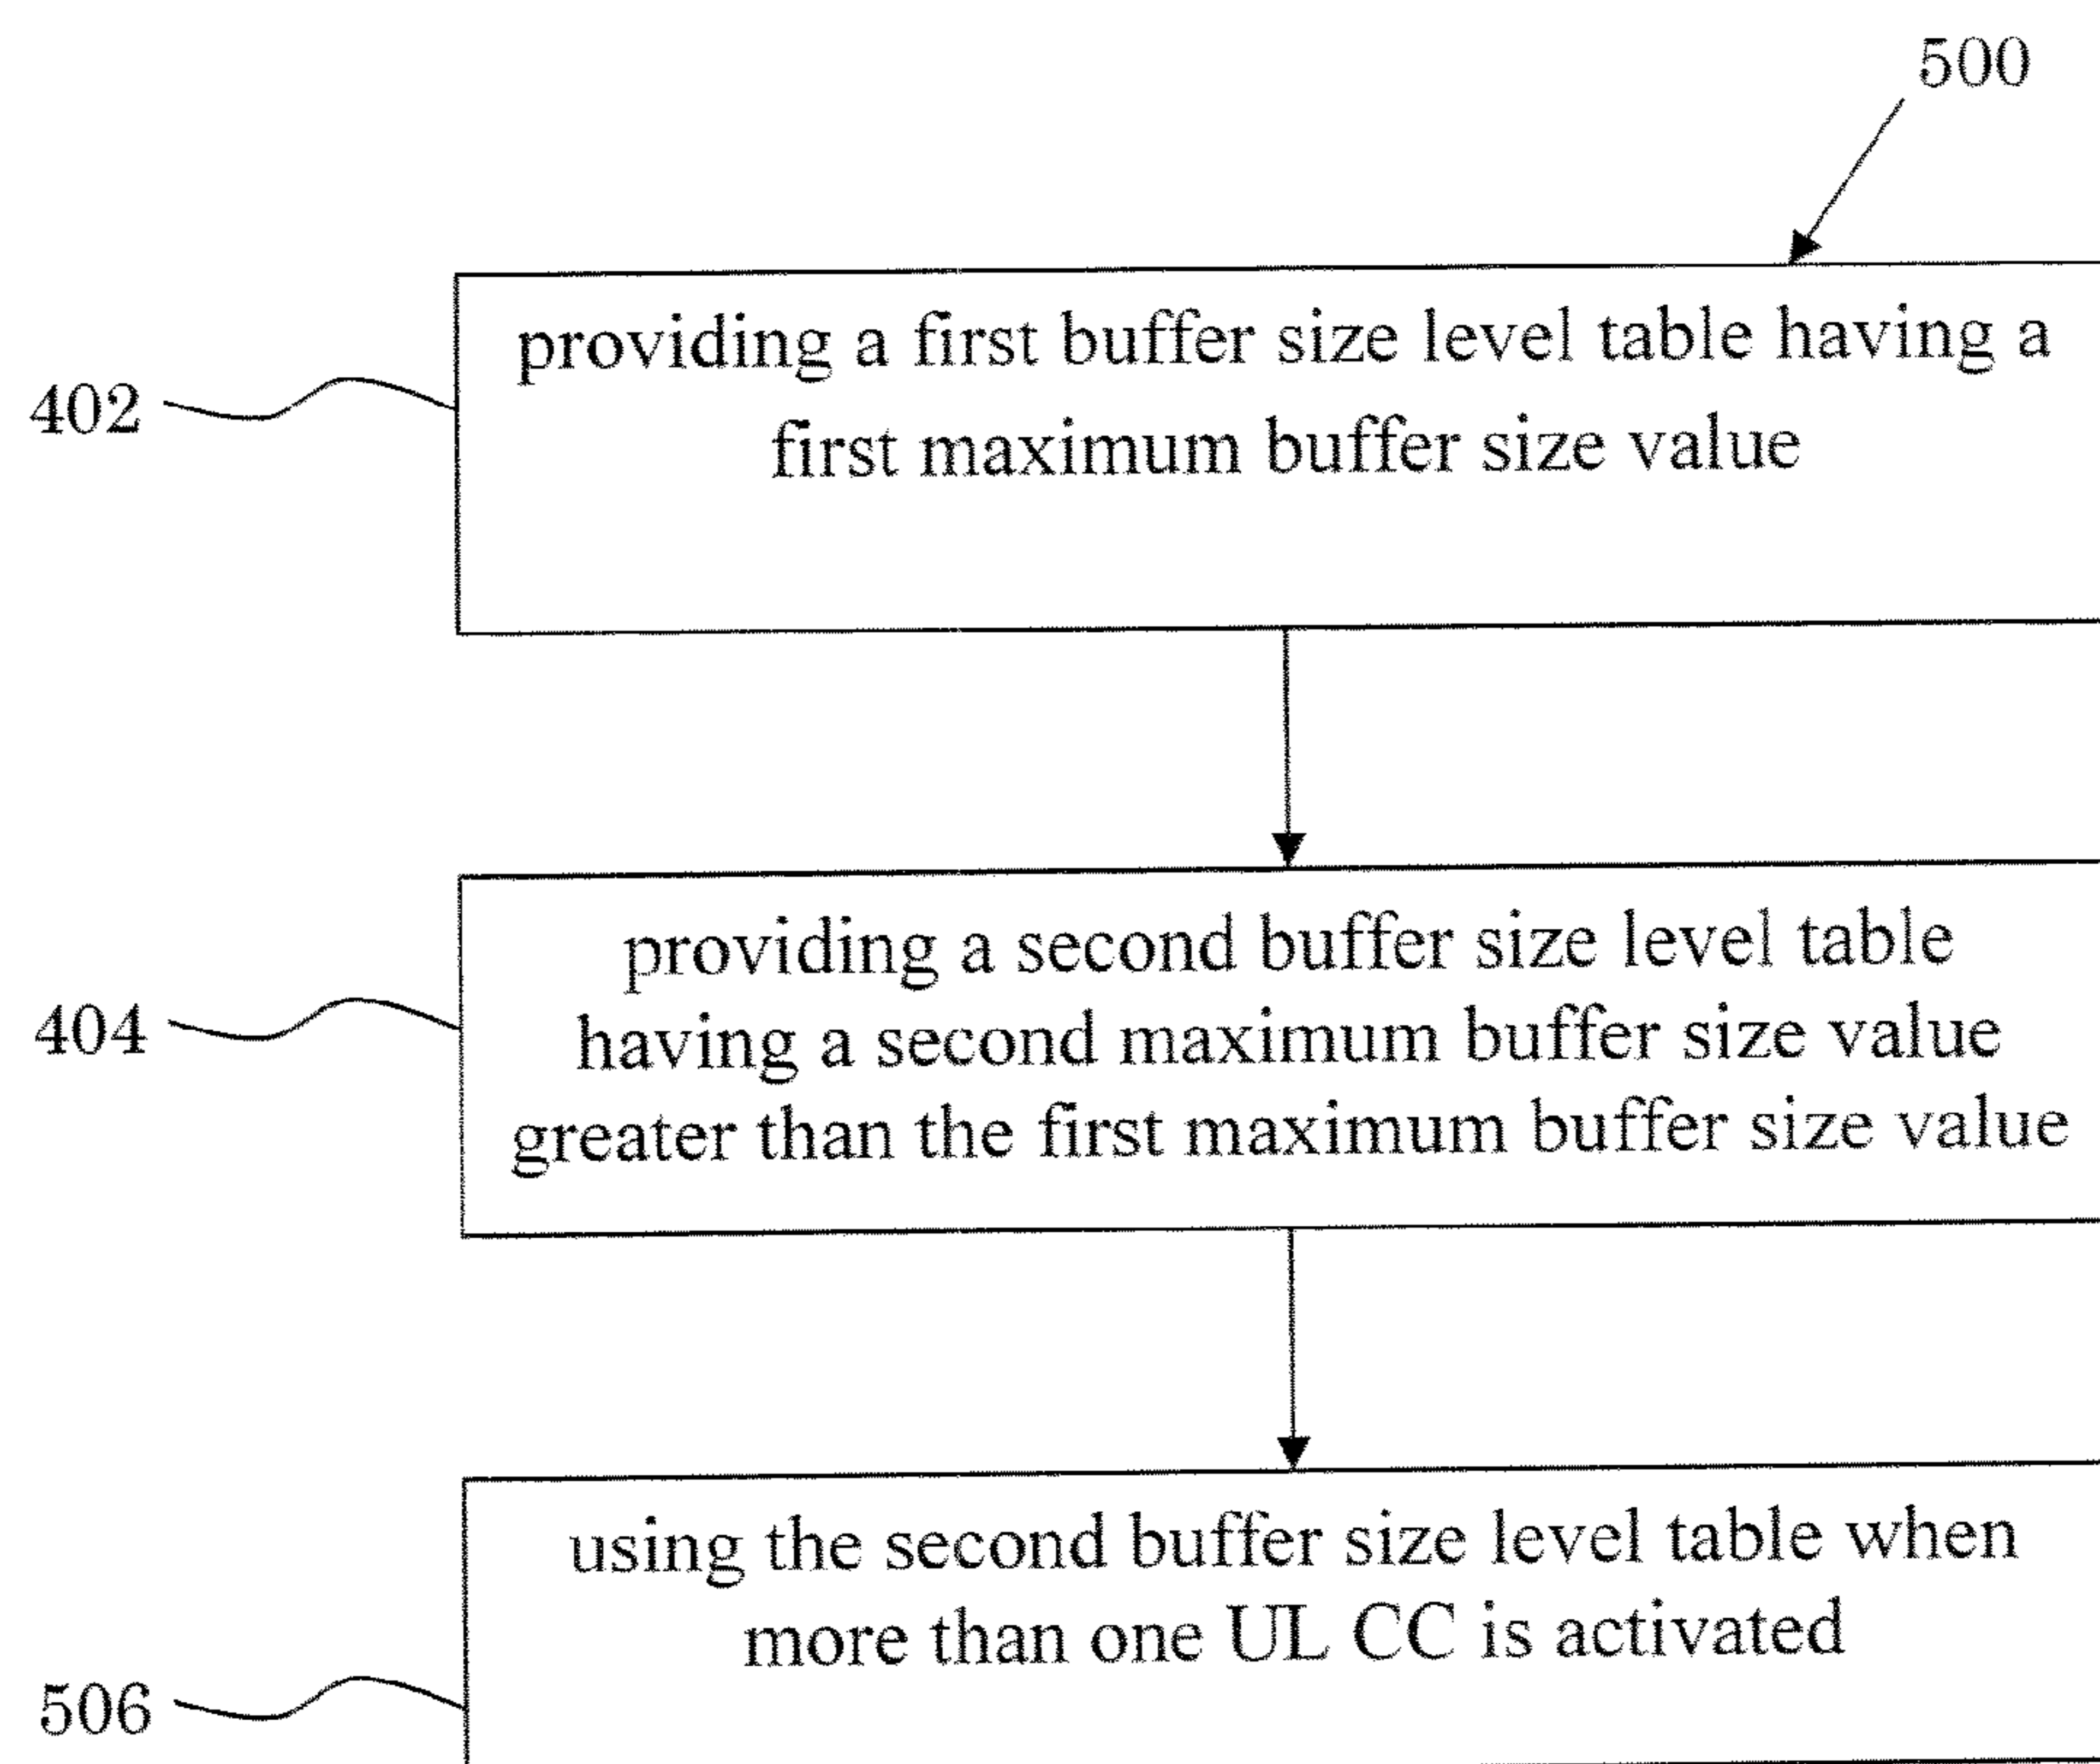 500
402
providing a first buffer size level table having a
first maximum buffer size value
404
providing a second buffer size level table
having a second maximum buffer size value
greater than the first maximum buffer size value
506
using the second buffer size level table when
more than one UL CC is activated